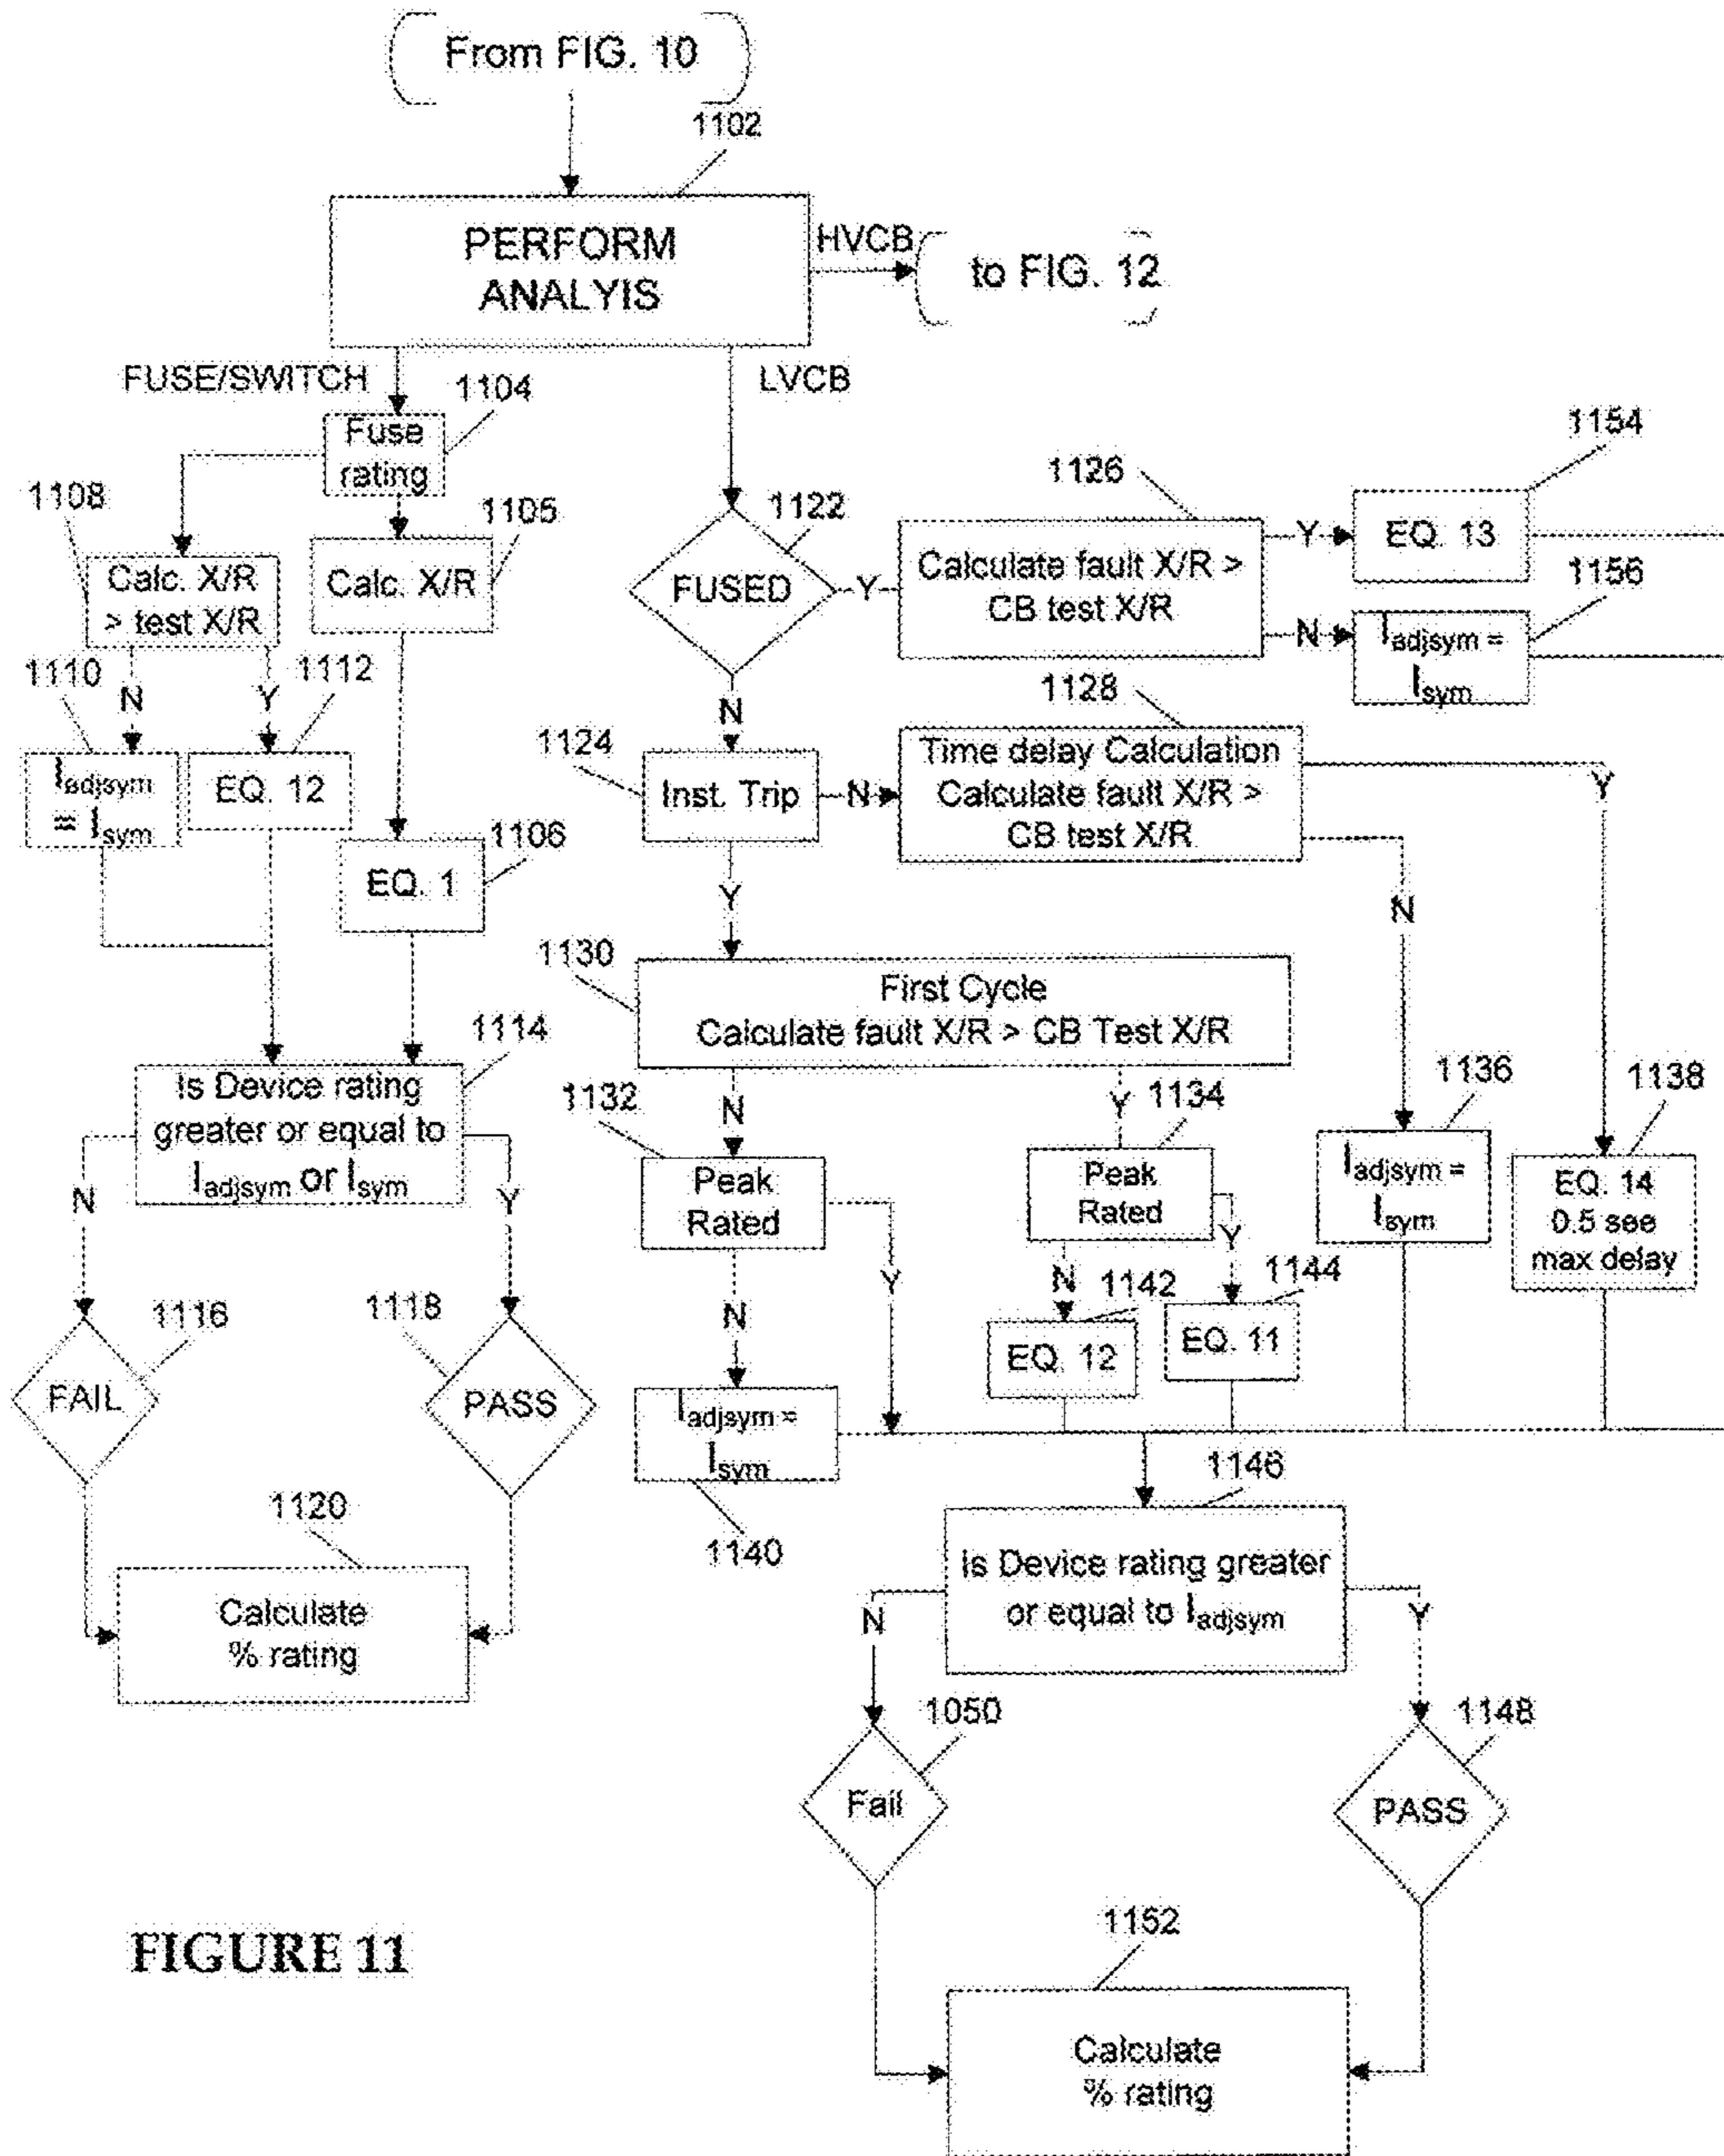 From FIG. 10
1102
PERFORM
ANALYIS
HVCB
to FIG. 12
FUSE/SWITCH
1104
LVCB
Fuse
rating
1154
1126
1108
1105
1122
Calc. X/R
> test X/R
Calc. X/R
FUSED
Y
Calculate fault X/R >
CB test X/R
Y
EQ. 13
1156
N
Iadjsym =
Isym
1110
N
Y
1112
N
1128
1124
Iadjsym
= Isym
EQ. 12
Inst. Trip
N
Time delay Calculation
Calculate fault X/R >
CB test X/R
Y
1106
EQ. 1
Y
N
1130
First Cycle
Calculate fault X/R > CB Test X/R
1114
Is Device rating
greater or equal to
Iadjsym or Isym
N
Y
1132
N
Y
1134
1136
1138
Peak
Rated
Peak
Rated
Iadjsym =
Isym
EQ. 14
0.5 see
max delay
Y
N
Y
N
1142
1144
1116
1118
EQ. 12
EQ. 11
FAIL
PASS
Iadjsym =
Isym
1140
1146
1120
Calculate
% rating
Is Device rating greater
or equal to Iadjsym
N
Y
1050
1148
Fail
PASS
FIGURE 11
1152
Calculate
% rating